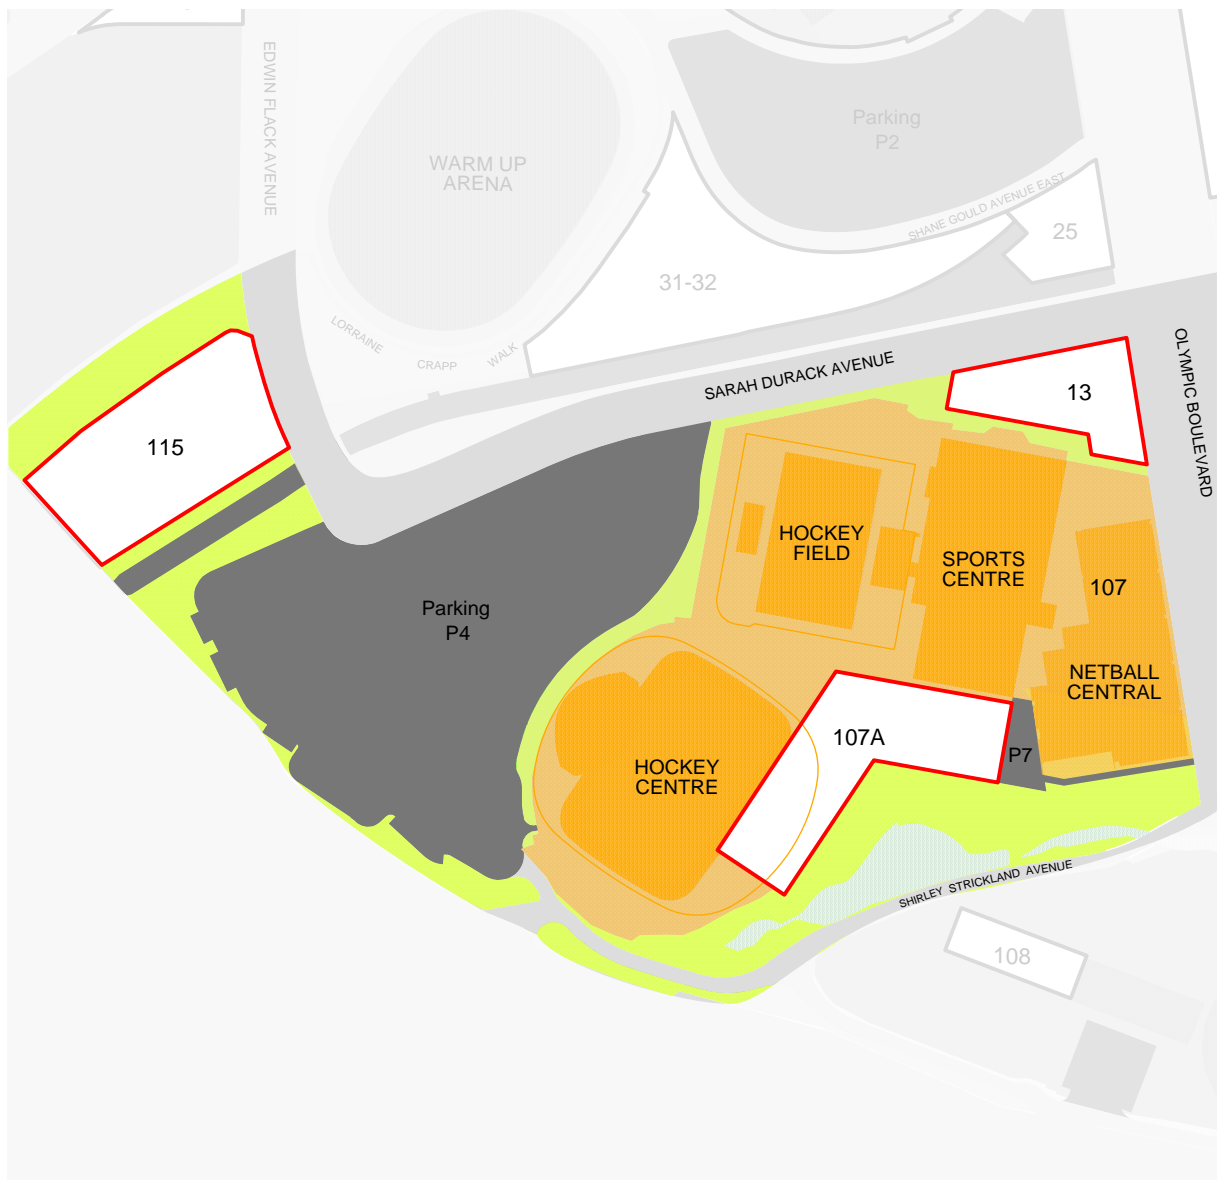 EDWIN FLACK AVENUE
WARM UP
ARENA
Parking
P2
SHANE GOULD AVENUE EAST
25
31-32
LORRAINE
CRAPP
WALK
SARAH DURACK AVENUE
OLYMPIC BOULEVARD
13
115
HOCKEY
FIELD
SPORTS
CENTRE
107
Parking
P4
NETBALL
CENTRAL
107A
P7
HOCKEY
CENTRE
SHIRLEY STRICKLAND AVENUE
108